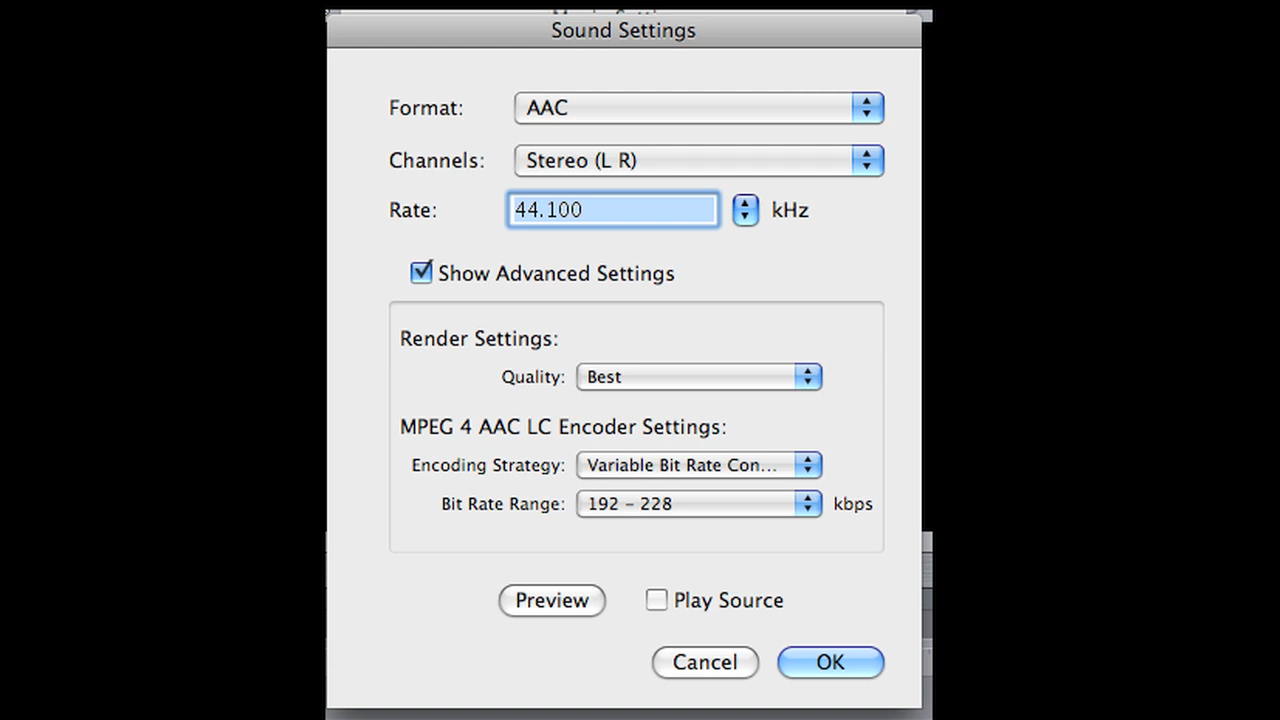 Sound Settings
Format: AAC
Channels: Stereo (L R)
Rate: 44.100 kHz
Show Advanced Settings
Render Settings:
Quality: Best
MPEG 4 AAC LC Encoder Settings:
Encoding Strategy: Variable Bit Rate Con...
Bit Rate Range: 192 – 228 kbps
Preview Play Source
Cancel OK